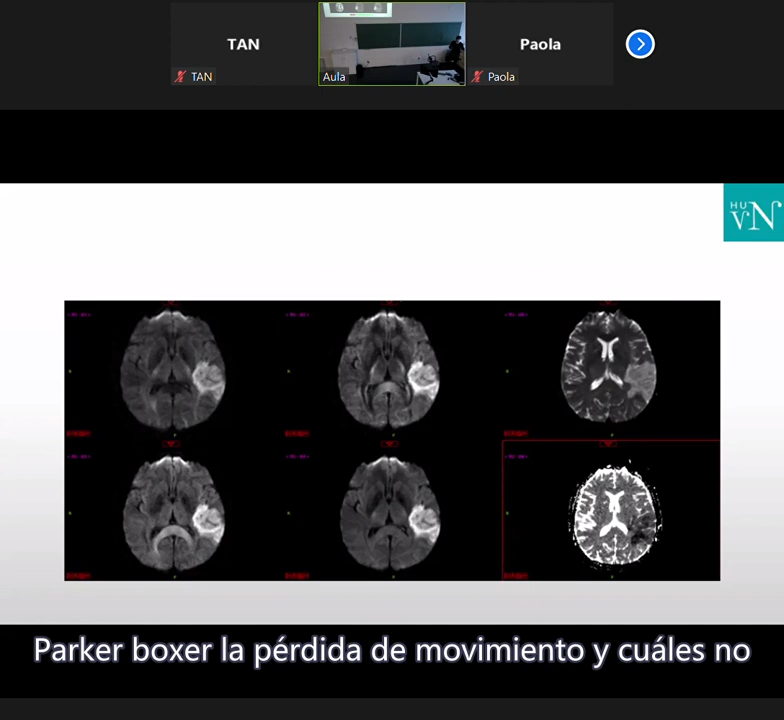 TAN
TAN
Aula
Paola
Paola
HU
VN
Parker boxer la pérdida de movimiento y cuáles no